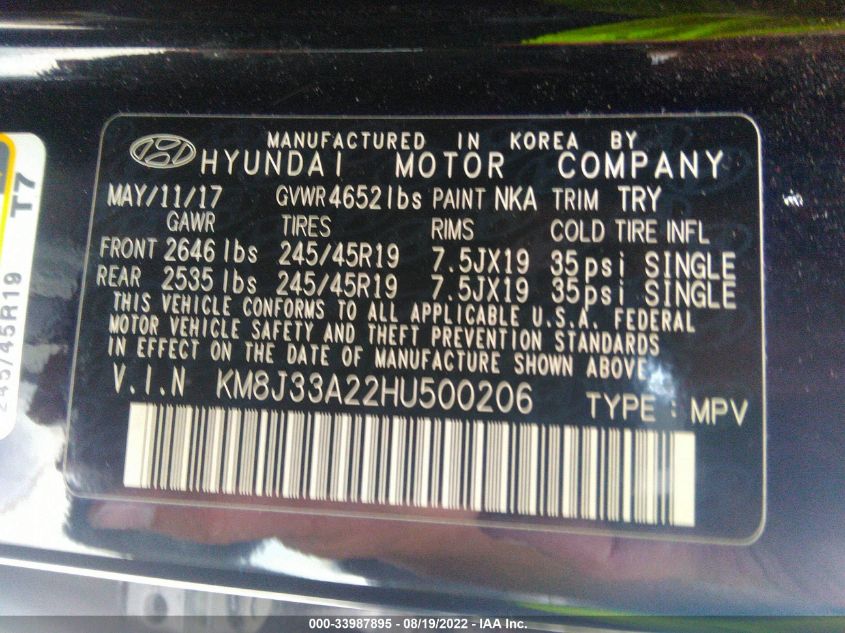 MANUFACTURED IN KOREA BY
HYUNDAI MOTOR COMPANY
MAY/11/17 GVWR 4652 lbs PAINT NKA TRIM TRY
GAWR TIRES RIMS COLD TIRE INFL
FRONT 2646 lbs 245/45R19 7.5JX19 35psi SINGLE
REAR 2535 lbs 245/45R19 7.5JX19 35psi SINGLE
THIS VEHICLE CONFORMS TO ALL APPLICABLE U.S.A. FEDERAL
MOTOR VEHICLE SAFETY AND THEFT PREVENTION STANDARDS
IN EFFECT ON THE DATE OF MANUFACTURE SHOWN ABOVE.
V.I.N KM8J33A22HU500206 TYPE : MPV
T7
245/45R19
000-33987895 - 08/19/2022 - IAA Inc.